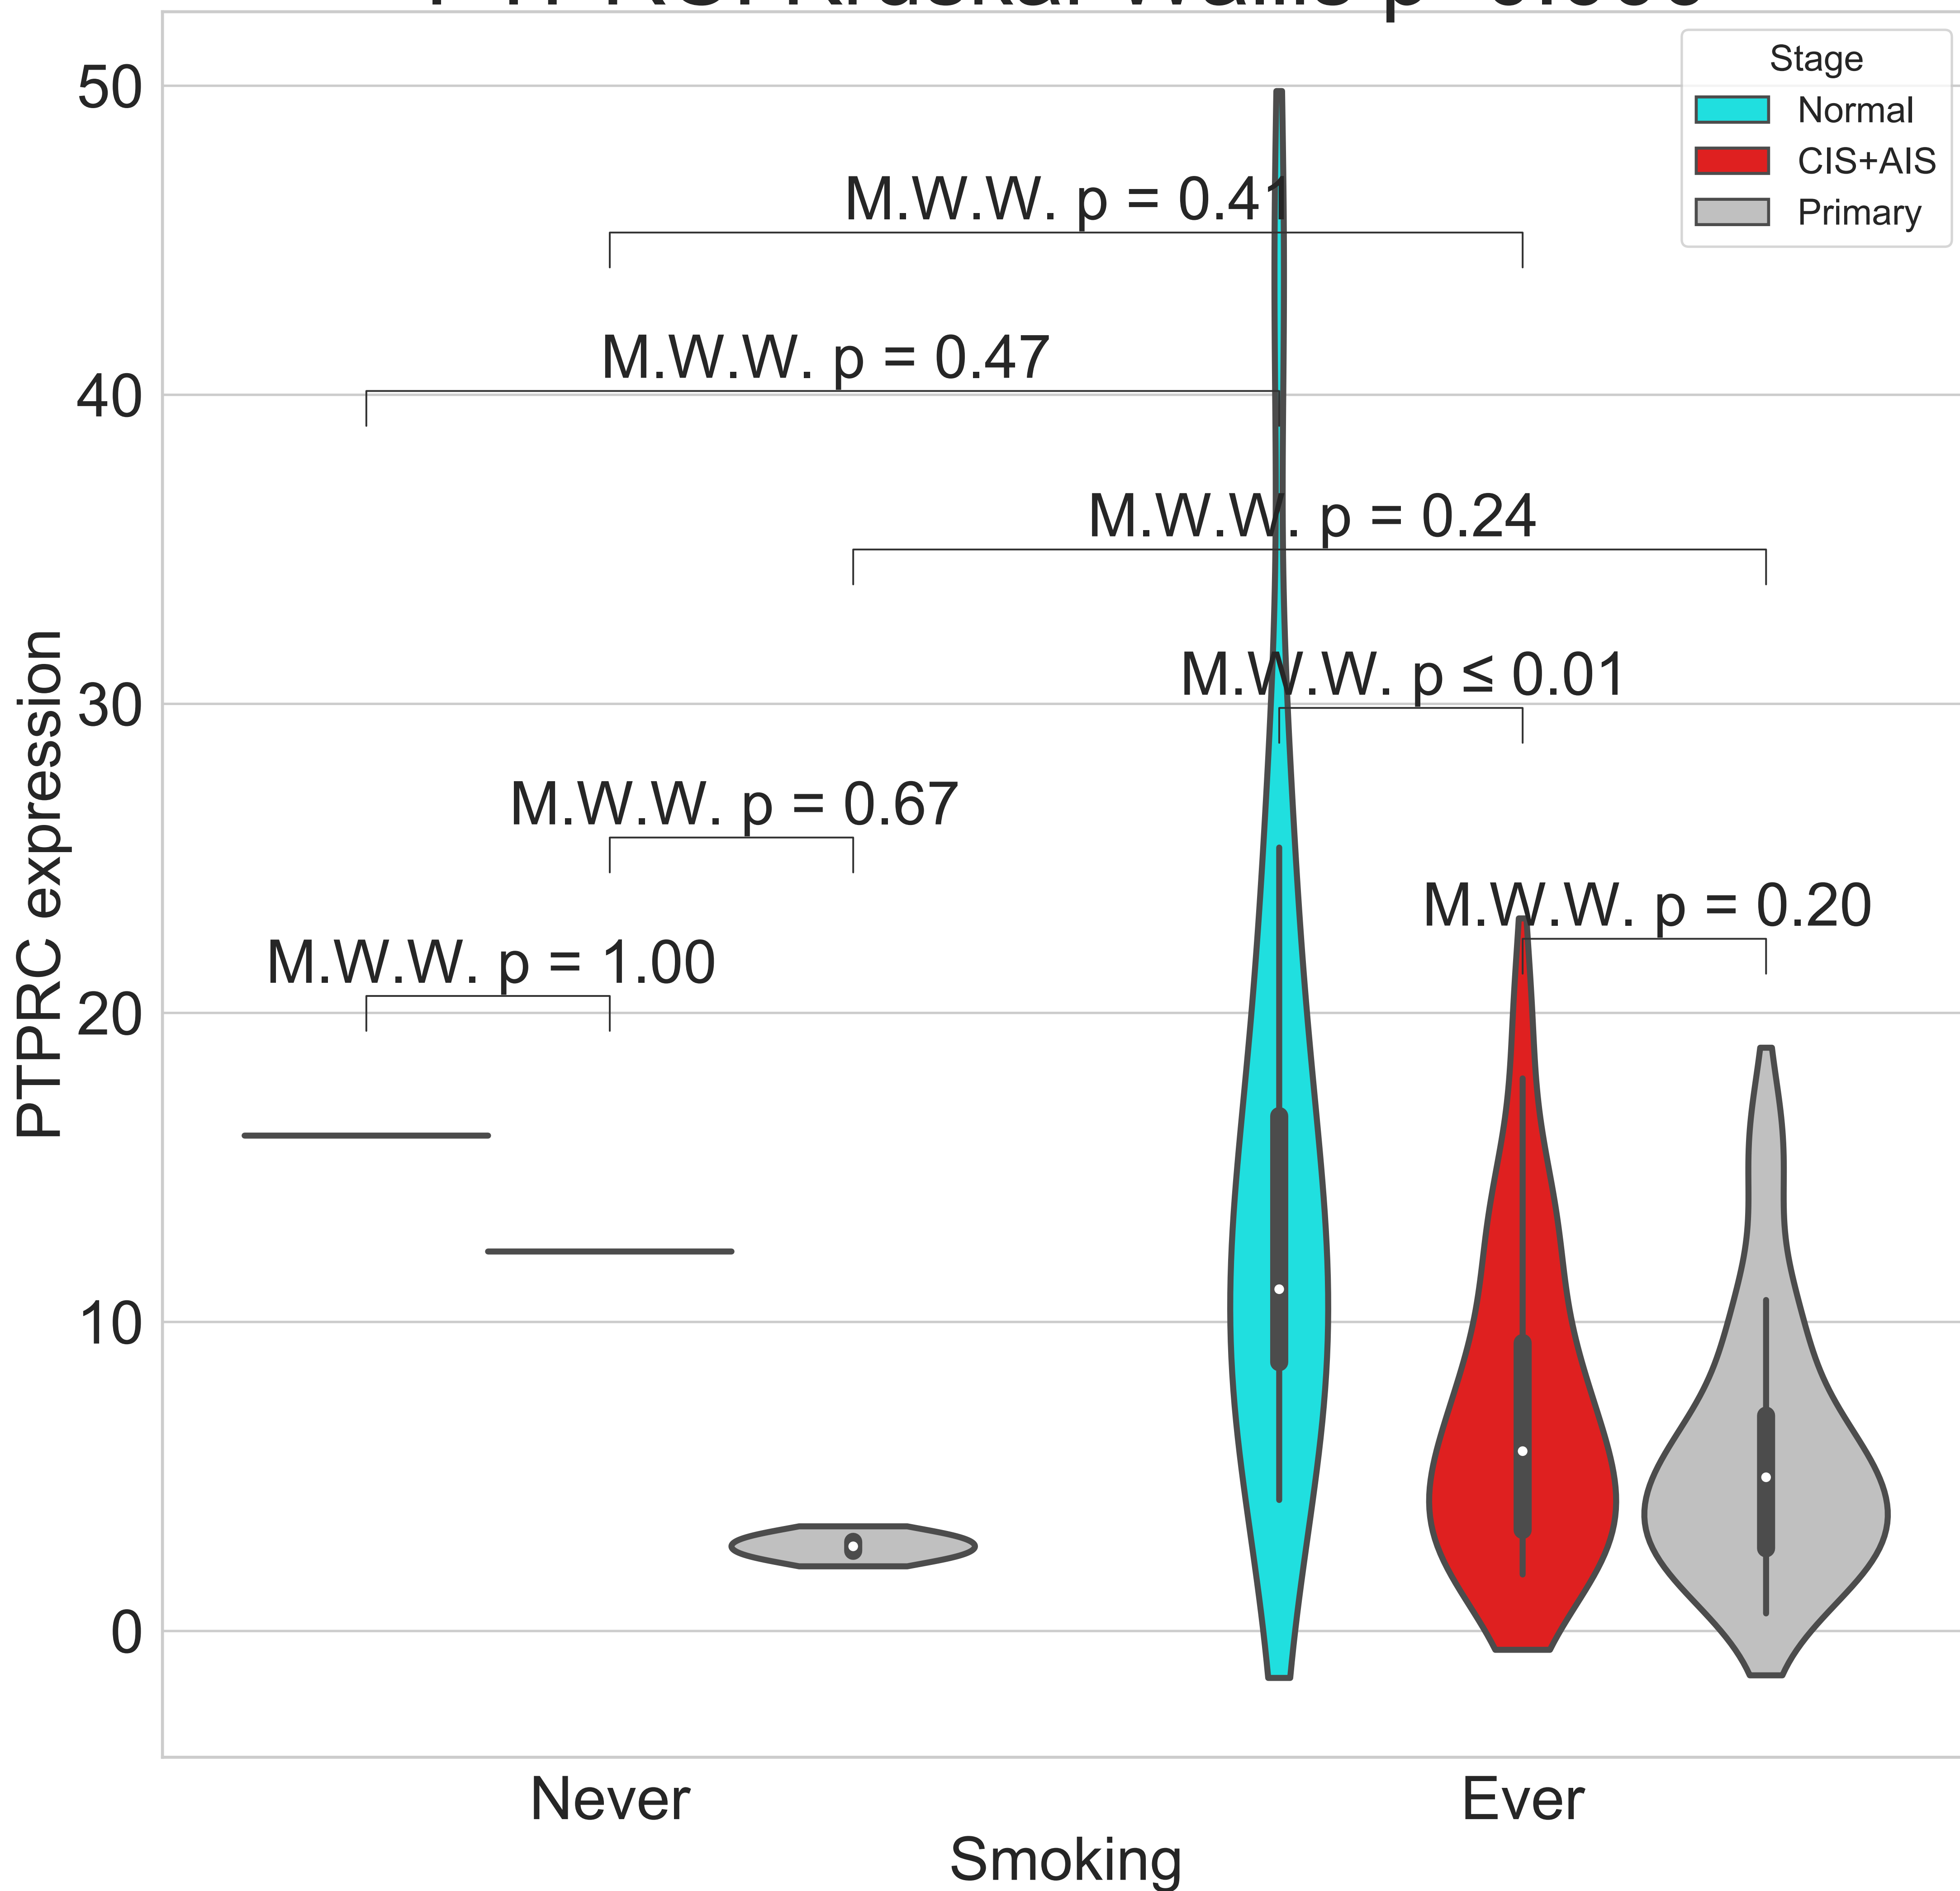 50
40
30
20
10
0
PTPRC expression
Stage
Normal
CIS+AIS
Primary
M.W.W. p = 0.41
M.W.W. p = 0.47
M.W.W. p = 0.24
M.W.W. p ≤ 0.01
M.W.W. p = 0.67
M.W.W. p = 0.20
M.W.W. p = 1.00
Never
Ever
Smoking